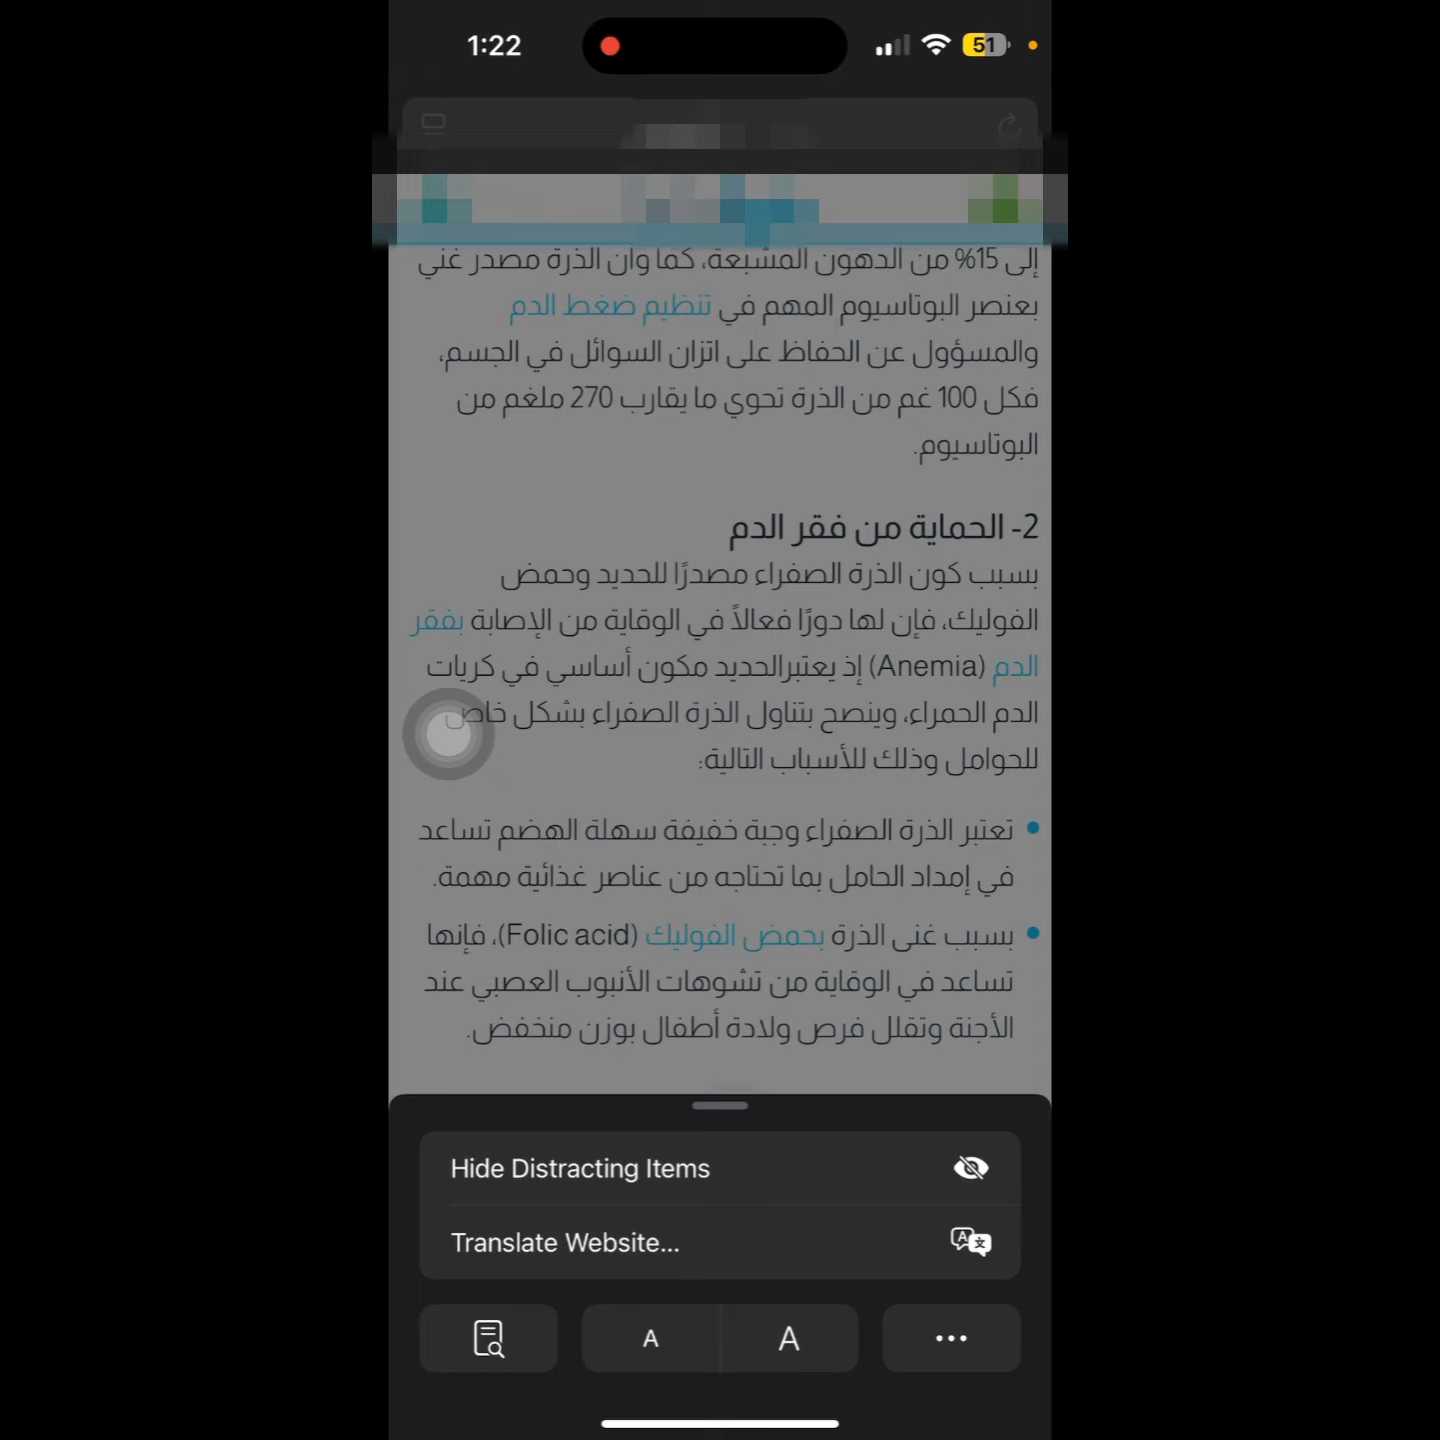 1:22
51
إلى 15% من الدهون المشبعة، كما وأن الذرة مصدر غني
بعنصر البوتاسيوم المهم في تنظيم ضغط الدم
والمسؤول عن الحفاظ على اتزان السوائل في الجسم،
فكل 100 غم من الذرة تحوي ما يقارب 270 ملغم من
البوتاسيوم.
2- الحماية من فقر الدم
بسبب كون الذرة الصفراء مصدرًا للحديد وحمض
الفوليك، فإن لها دورًا فعالًا في الوقاية من الإصابة بفقر
الدم (Anemia) إذ يعتبرالحديد مكون أساسي في كريات
الدم الحمراء، وينصح بتناول الذرة الصفراء بشكل خاص
للحوامل وذلك للأسباب التالية:
• تعتبر الذرة الصفراء وجبة خفيفة سهلة الهضم تساعد
في إمداد الحامل بما تحتاجه من عناصر غذائية مهمة.
• بسبب غنى الذرة بحمض الفوليك (Folic acid)، فإنها
تساعد في الوقاية من تشوهات الأنبوب العصبي عند
الأجنة وتقلل فرص ولادة أطفال بوزن منخفض.
Hide Distracting Items
Translate Website...
A A